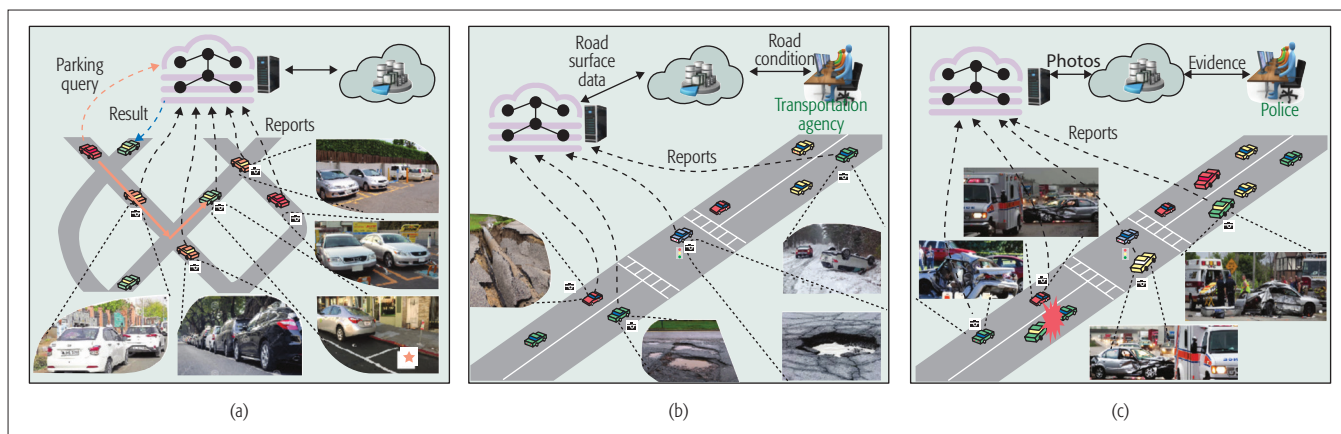 Parking
query
Result
Reports
(a)
Road
surface
data
Road
condition
Transportation
agency
Reports
(b)
Photos
Evidence
Police
Reports
(c)